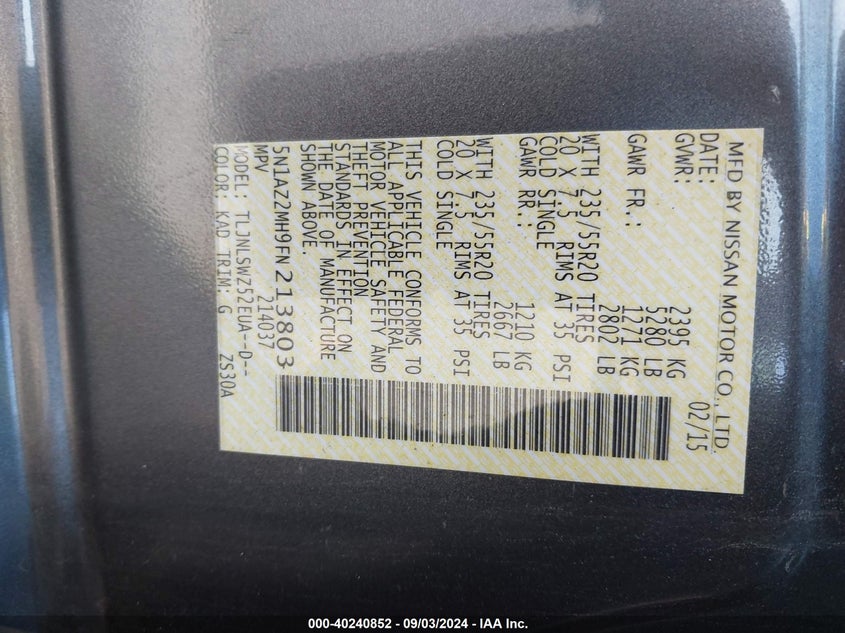 MFD BY NISSAN MOTOR CO., LTD.
DATE: 02/15
GVWR: 2395 KG
5280 LB
GAWR FR.: 1271 KG
2802 LB
WITH 235/55R20 TIRES
20 X 7.5 RIMS AT 35 PSI
COLD SINGLE
GAWR RR.: 1210 KG
2667 LB
WITH 235/55R20 TIRES
20 X 7.5 RIMS AT 35 PSI
COLD SINGLE
THIS VEHICLE CONFORMS TO
ALL APPLICABLE FEDERAL
MOTOR VEHICLE SAFETY AND
THEFT PREVENTION
STANDARDS IN EFFECT ON
THE DATE OF MANUFACTURE
SHOWN ABOVE.
5N1AZ2MH9FN213803
MPV 214037
MODEL: TLJNLSWZ52EUA--D--
COLOR: KAD TRIM: G ZS30A
000-40240852 - 09/03/2024 - IAA Inc.